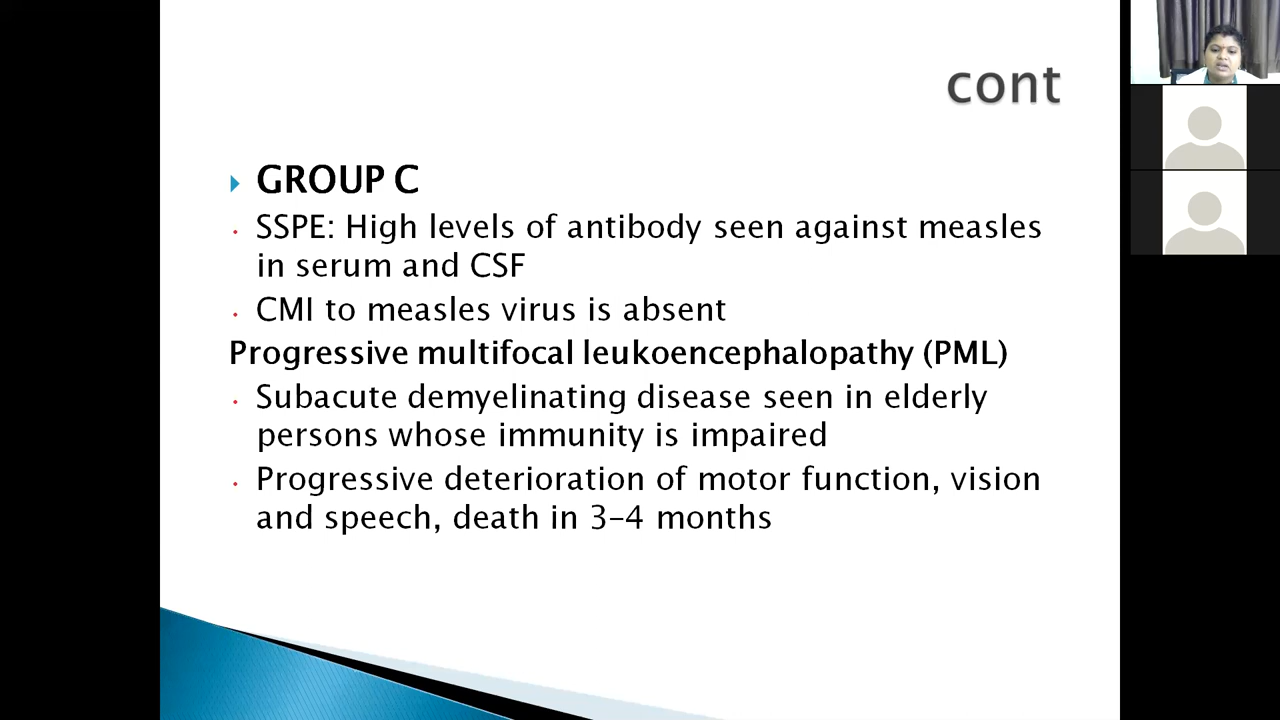 cont
GROUP C
SSPE: High levels of antibody seen against measles
in serum and CSF
CMI to measles virus is absent
Progressive multifocal leukoencephalopathy (PML)
Subacute demyelinating disease seen in elderly
persons whose immunity is impaired
Progressive deterioration of motor function, vision
and speech, death in 3-4 months